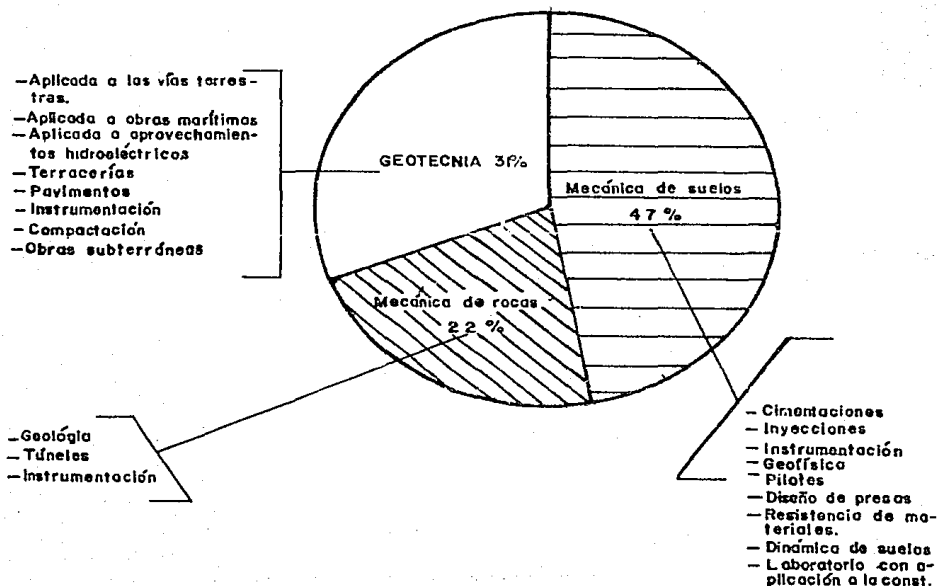 —Aplicada a las vías terres-
tras.
—Aplicada a obras marítimas
—Aplicada a aprovechamien-
tos hidroeléctricos
—Terracerías
—Pavimentos
—Instrumentación
—Compactación
—Obras subterráneas
GEOTECNIA 31%
Mecánica de suelos
47 %
Mecánica de rocas
22 %
—Geológia
—Túneles
—Instrumentación
—Cimentaciones
—Inyecciones
—Instrumentación
—Geofísica
—Pilotes
—Diseño de presas
—Resistencia de ma-
teriales.
—Dinámica de suelos
—Laboratorio con a-
plicación a la const.